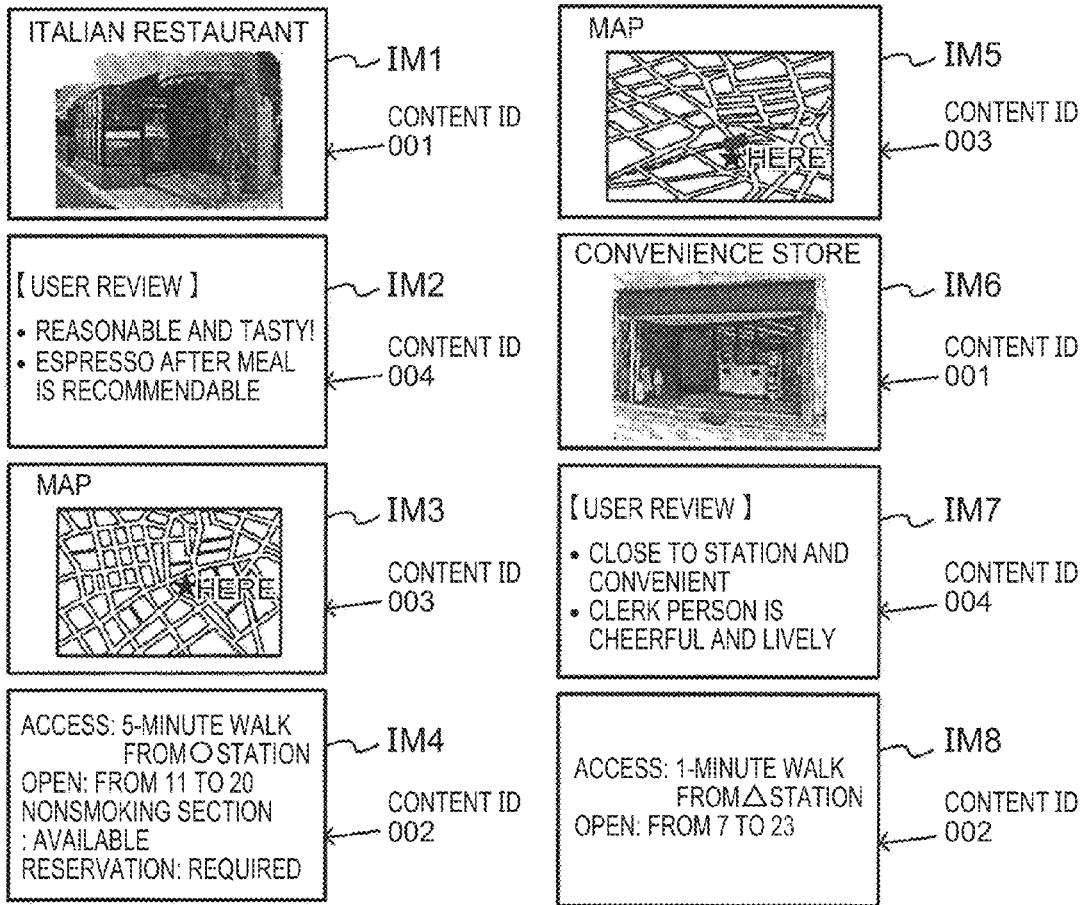 ITALIAN RESTAURANT
IM1
CONTENT ID
001
【USER REVIEW】
• REASONABLE AND TASTY!
• ESPRESSO AFTER MEAL
IS RECOMMENDABLE
IM2
CONTENT ID
004
MAP
★HERE
IM3
CONTENT ID
003
ACCESS: 5-MINUTE WALK
FROM○STATION
OPEN: FROM 11 TO 20
NONSMOKING SECTION
: AVAILABLE
RESERVATION: REQUIRED
IM4
CONTENT ID
002
MAP
★HERE
IM5
CONTENT ID
003
CONVENIENCE STORE
IM6
CONTENT ID
001
【USER REVIEW】
• CLOSE TO STATION AND
CONVENIENT
• CLERK PERSON IS
CHEERFUL AND LIVELY
IM7
CONTENT ID
004
ACCESS: 1-MINUTE WALK
FROM△STATION
OPEN: FROM 7 TO 23
IM8
CONTENT ID
002